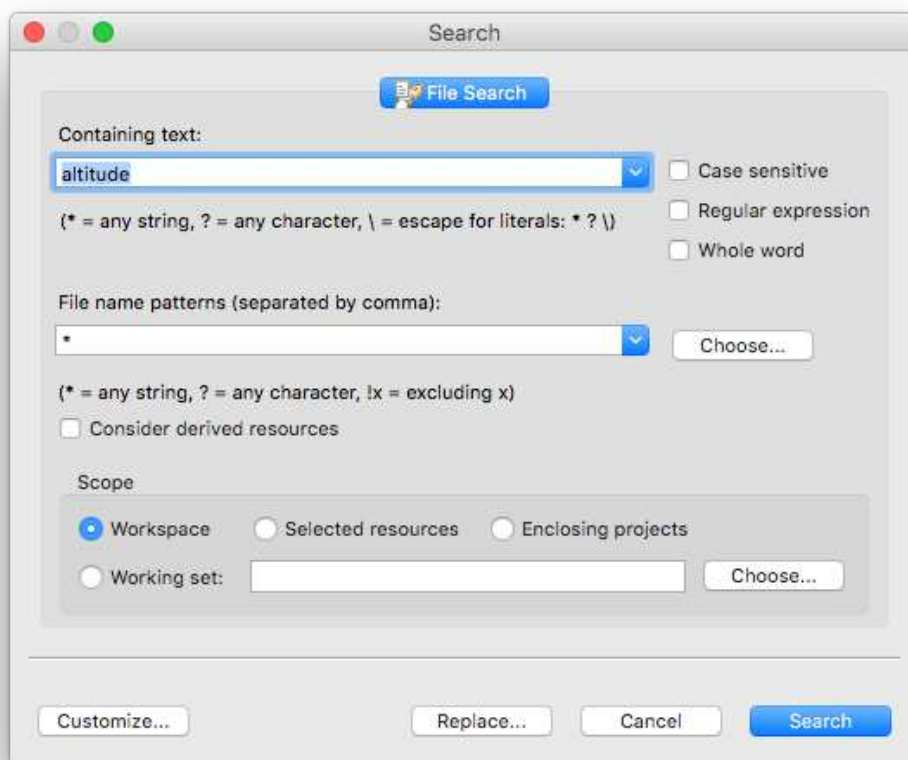 Search
File Search
Containing text:
altitude
Case sensitive
(* = any string, ? = any character, \ = escape for literals: * ? \)
Regular expression
Whole word
File name patterns (separated by comma):
*
Choose...
(* = any string, ? = any character, !x = excluding x)
Consider derived resources
Scope
Workspace Selected resources Enclosing projects
Working set: Choose...
Customize... Replace... Cancel Search